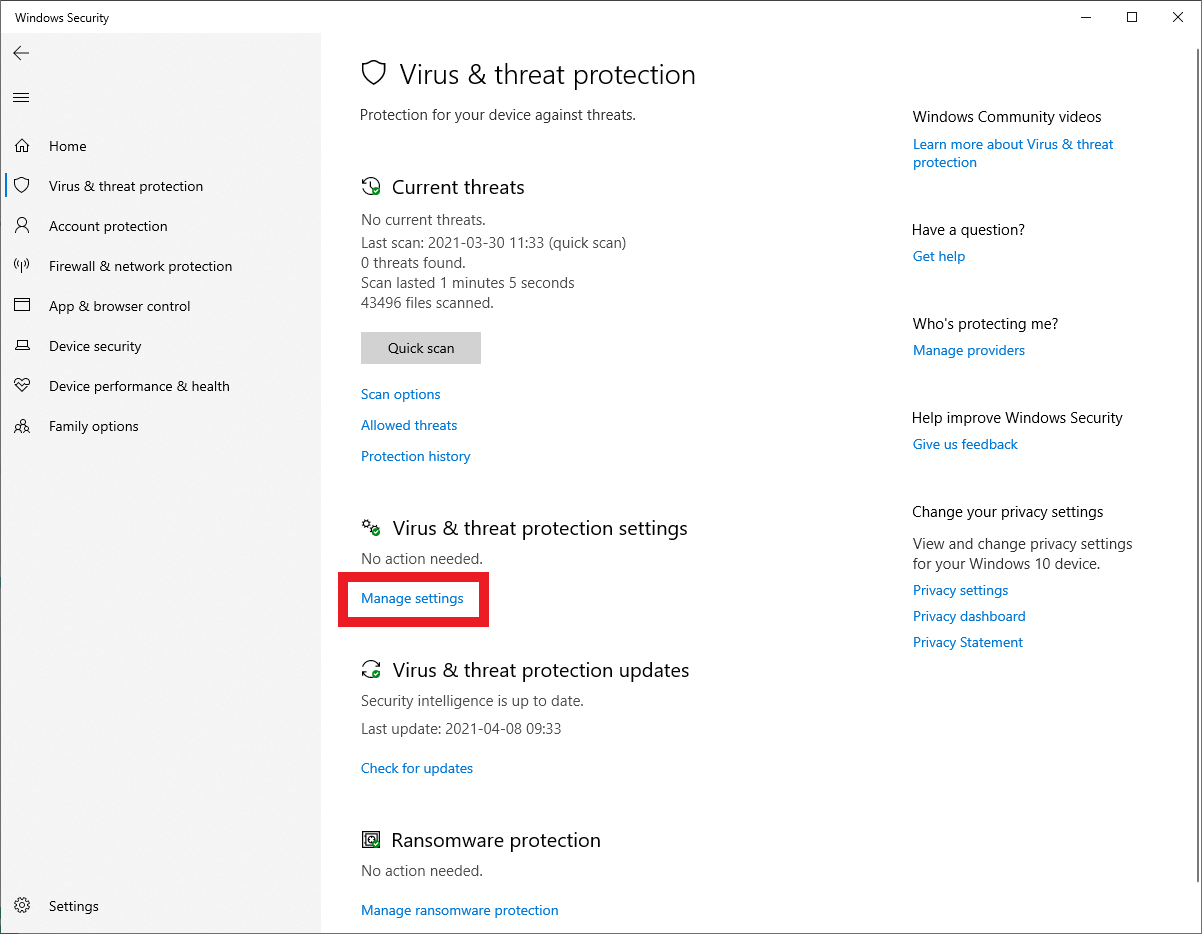 Windows Security
Home
Virus & threat protection
Account protection
Firewall & network protection
App & browser control
Device security
Device performance & health
Family options
Settings
Virus & threat protection
Protection for your device against threats.
Current threats
No current threats.
Last scan: 2021-03-30 11:33 (quick scan)
0 threats found.
Scan lasted 1 minutes 5 seconds
43496 files scanned.
Quick scan
Scan options
Allowed threats
Protection history
Virus & threat protection settings
No action needed.
Manage settings
Virus & threat protection updates
Security intelligence is up to date.
Last update: 2021-04-08 09:33
Check for updates
Ransomware protection
No action needed.
Manage ransomware protection
Windows Community videos
Learn more about Virus & threat
protection
Have a question?
Get help
Who's protecting me?
Manage providers
Help improve Windows Security
Give us feedback
Change your privacy settings
View and change privacy settings
for your Windows 10 device.
Privacy settings
Privacy dashboard
Privacy Statement